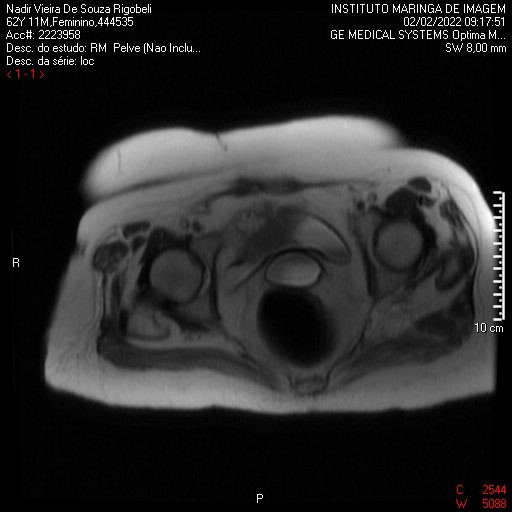 Nadir Vieira De Souza Rigobeli
62Y 11M,Feminino,444535
Acc#: 2223958
Desc. do estudo: RM  Pelve (Nao Inclu...
Desc. da série: loc
< 1 - 1 >
INSTITUTO MARINGA DE IMAGEM
02/02/2022 09:17:51
GE MEDICAL SYSTEMS Optima M...
SW 8,00 mm
R
10 cm
P
C 2544
W 5088